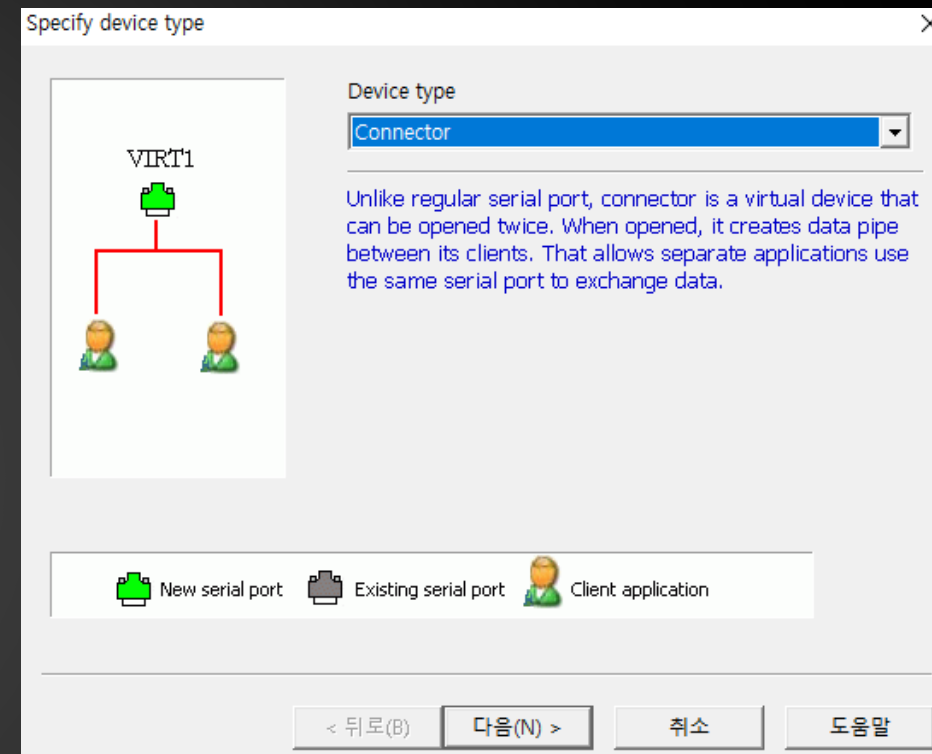 Specify device type
Device type
Connector
VIRT1
Unlike regular serial port, connector is a virtual device that
can be opened twice. When opened, it creates data pipe
between its clients. That allows separate applications use
the same serial port to exchange data.
New serial port Existing serial port Client application
< 뒤로(B) 다음(N) > 취소 도움말